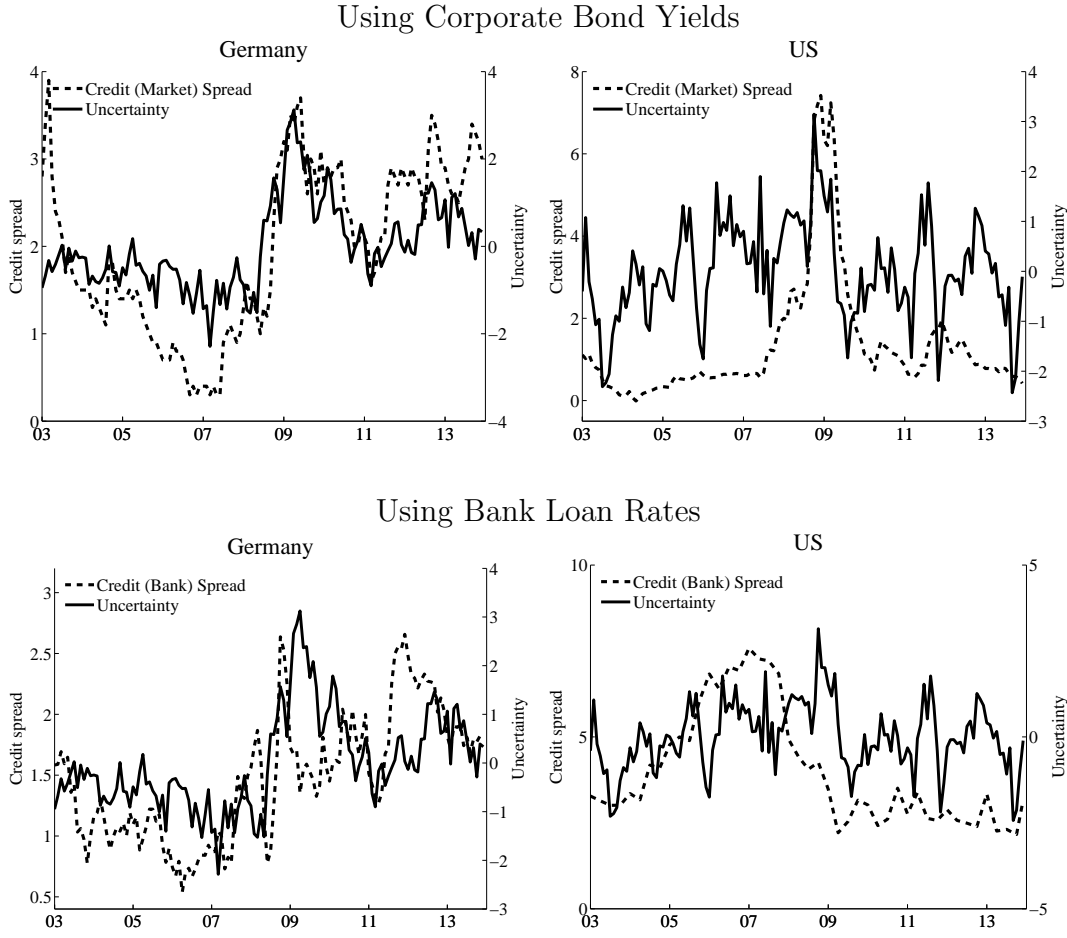 Using Corporate Bond Yields
Germany
Credit (Market) Spread
Uncertainty
4
3
2
1
0
Credit spread
4
2
0
−2
−4
Uncertainty
03 05 07 09 11 13
US
Credit (Market) Spread
Uncertainty
8
6
4
2
0
Credit spread
4
3
2
1
0
−1
−2
−3
Uncertainty
03 05 07 09 11 13
Using Bank Loan Rates
Germany
Credit (Bank) Spread
Uncertainty
3
2.5
2
1.5
1
0.5
Credit spread
4
3
2
1
0
−1
−2
−3
Uncertainty
03 05 07 09 11 13
US
Credit (Bank) Spread
Uncertainty
10
5
0
Credit spread
5
0
−5
Uncertainty
03 05 07 09 11 13